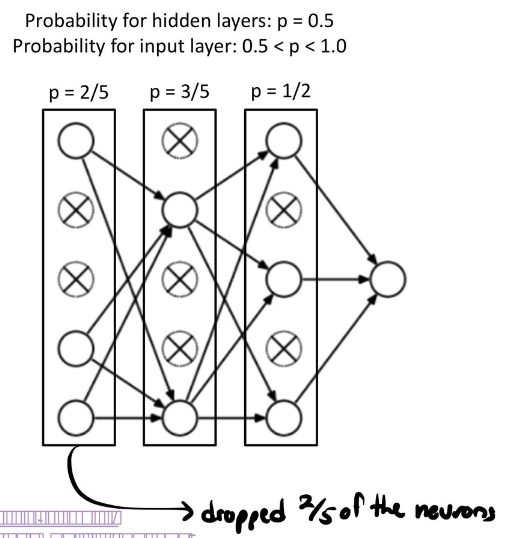 Probability for hidden layers: p = 0.5
Probability for input layer: 0.5 < p < 1.0
p = 2/5 p = 3/5 p = 1/2
dropped 2/5 of the neurons